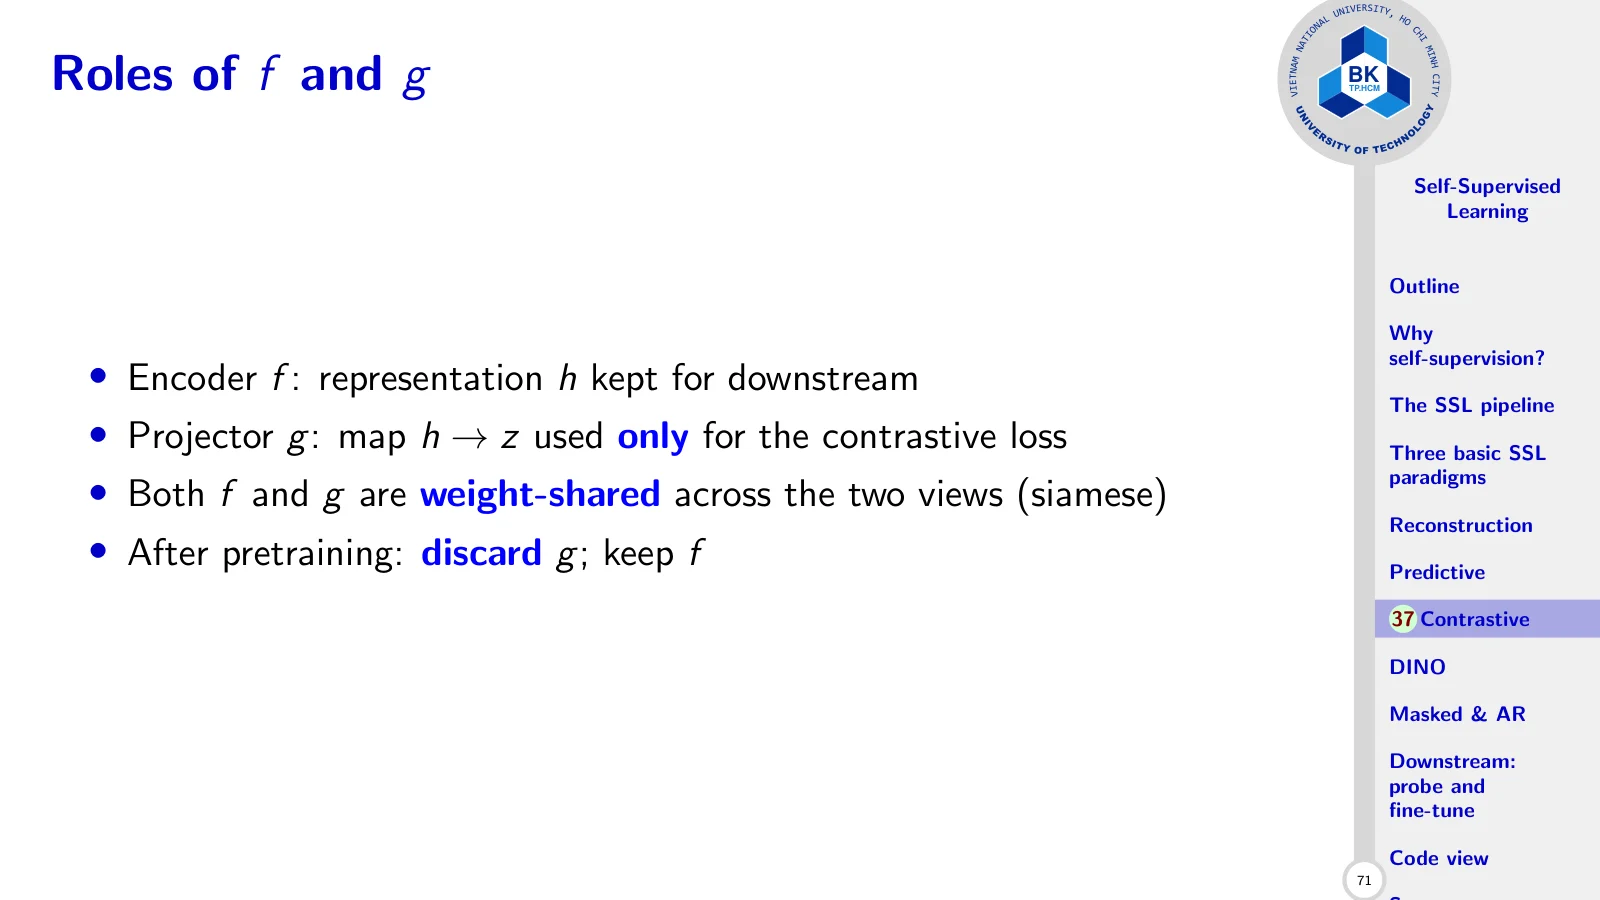 Roles of f and g
• Encoder f: representation h kept for downstream
• Projector g: map h → z used only for the contrastive loss
• Both f and g are weight-shared across the two views (siamese)
• After pretraining: discard g; keep f
VIETNAM NATIONAL UNIVERSITY, HO CHI MINH CITY
BK
TP.HCM
UNIVERSITY OF TECHNOLOGY
Self-Supervised
Learning
Outline
Why
self-supervision?
The SSL pipeline
Three basic SSL
paradigms
Reconstruction
Predictive
37 Contrastive
DINO
Masked & AR
Downstream:
probe and
fine-tune
Code view
71